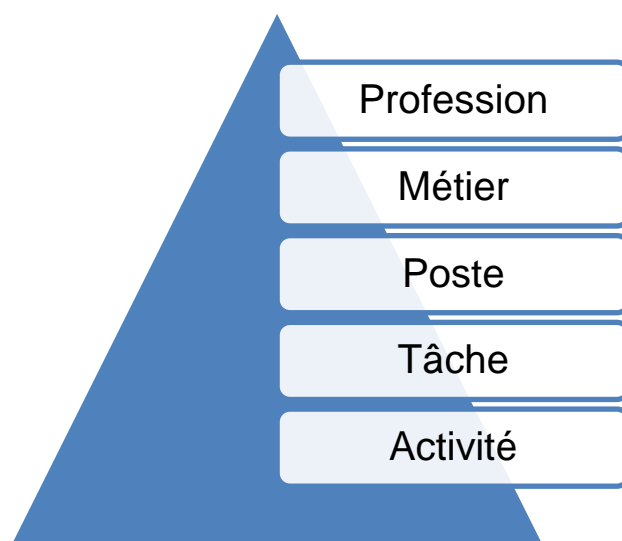 Profession
Métier
Poste
Tâche
Activité